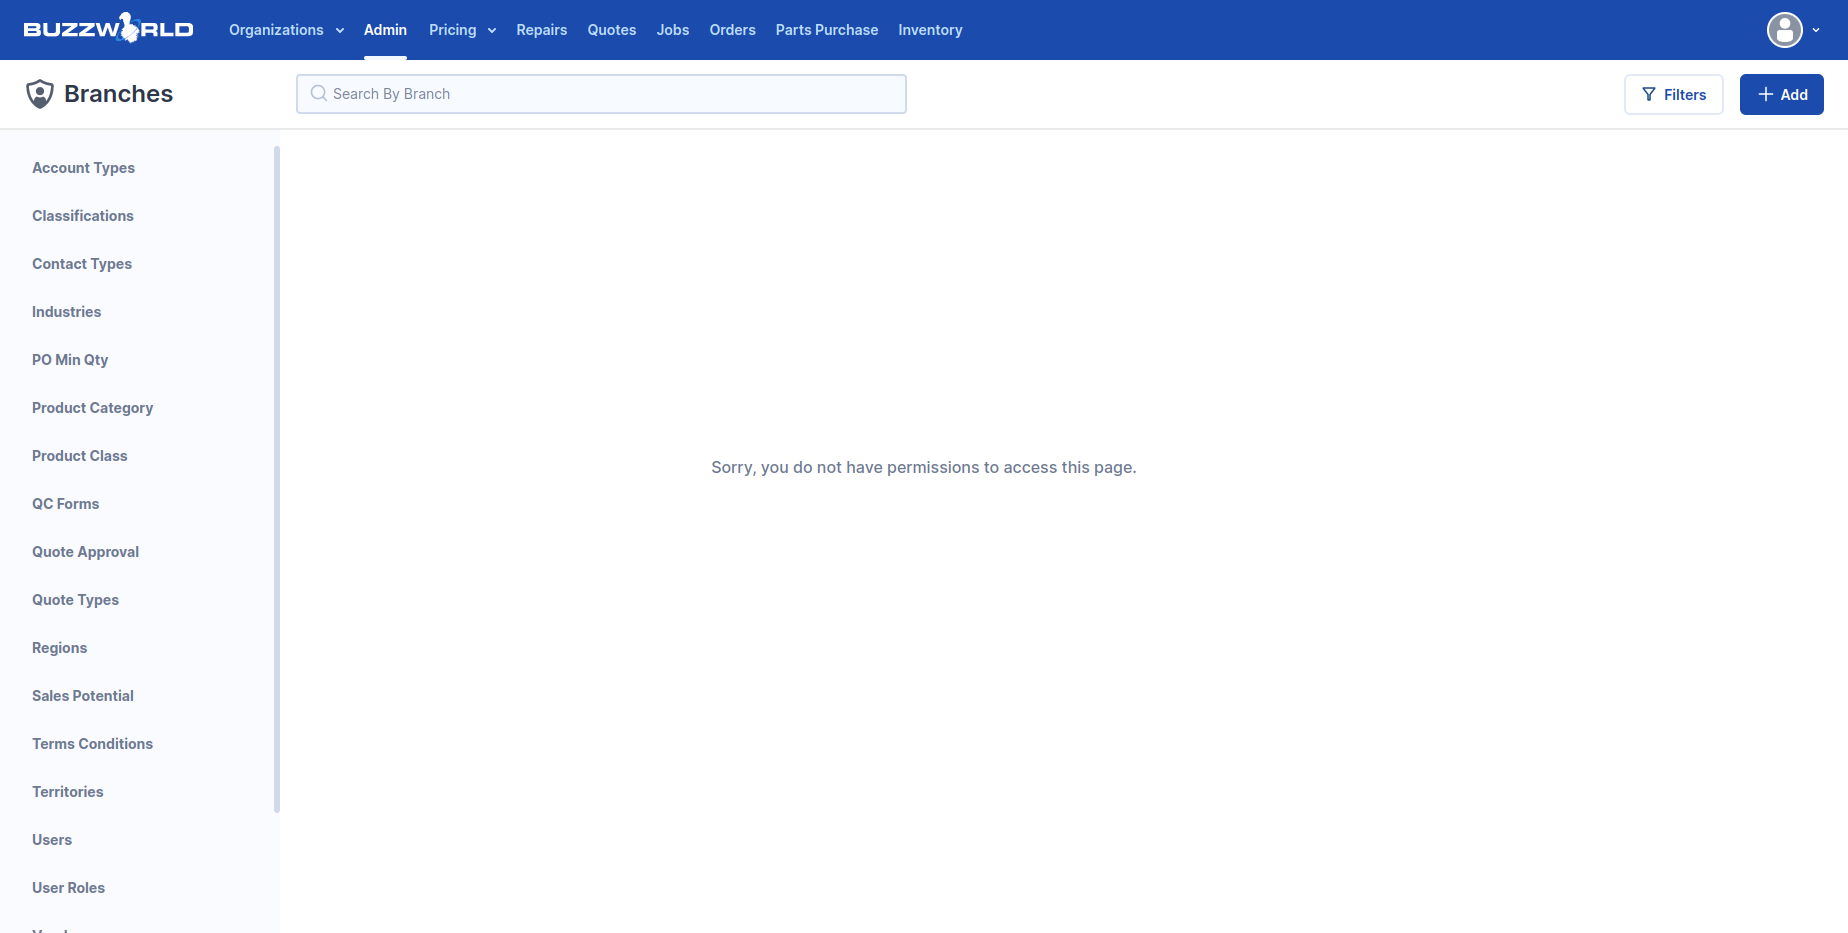 BUZZWORLD
Organizations Admin Pricing Repairs Quotes Jobs Orders Parts Purchase Inventory
Branches
Search By Branch
Filters
Add
Account Types
Classifications
Contact Types
Industries
PO Min Qty
Product Category
Product Class
QC Forms
Quote Approval
Quote Types
Regions
Sales Potential
Terms Conditions
Territories
Users
User Roles
Sorry, you do not have permissions to access this page.